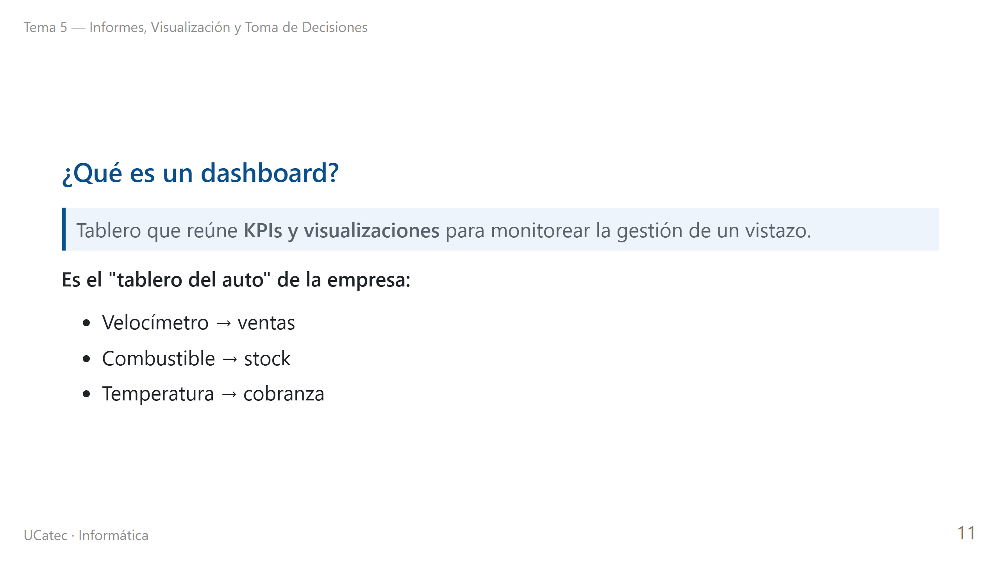 Tema 5 — Informes, Visualización y Toma de Decisiones
¿Qué es un dashboard?
Tablero que reúne KPIs y visualizaciones para monitorear la gestión de un vistazo.
Es el "tablero del auto" de la empresa:
• Velocímetro → ventas
• Combustible → stock
• Temperatura → cobranza
UCatec · Informática
11